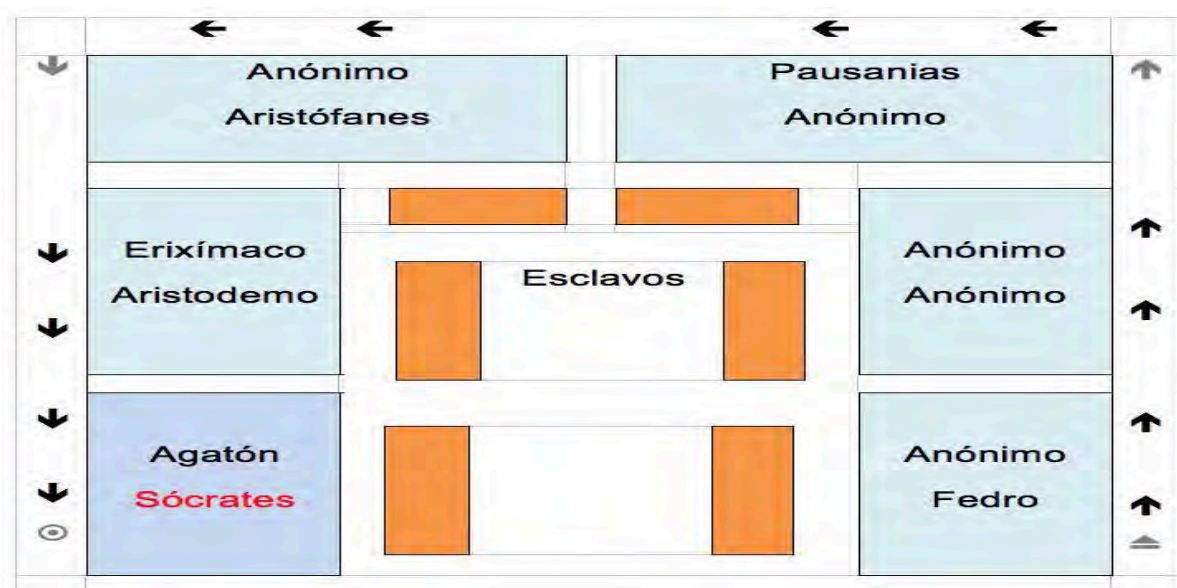 Anónimo
Aristófanes
Pausanias
Anónimo
Erixímaco
Aristodemo
Esclavos
Anónimo
Anónimo
Agatón
Sócrates
Anónimo
Fedro